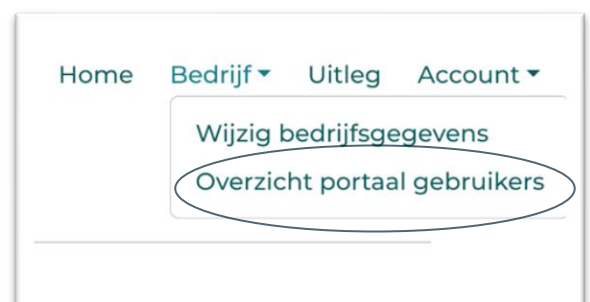 Home Bedrijf Uitleg Account
Wijzig bedrijfsgegevens
Overzicht portaal gebruikers